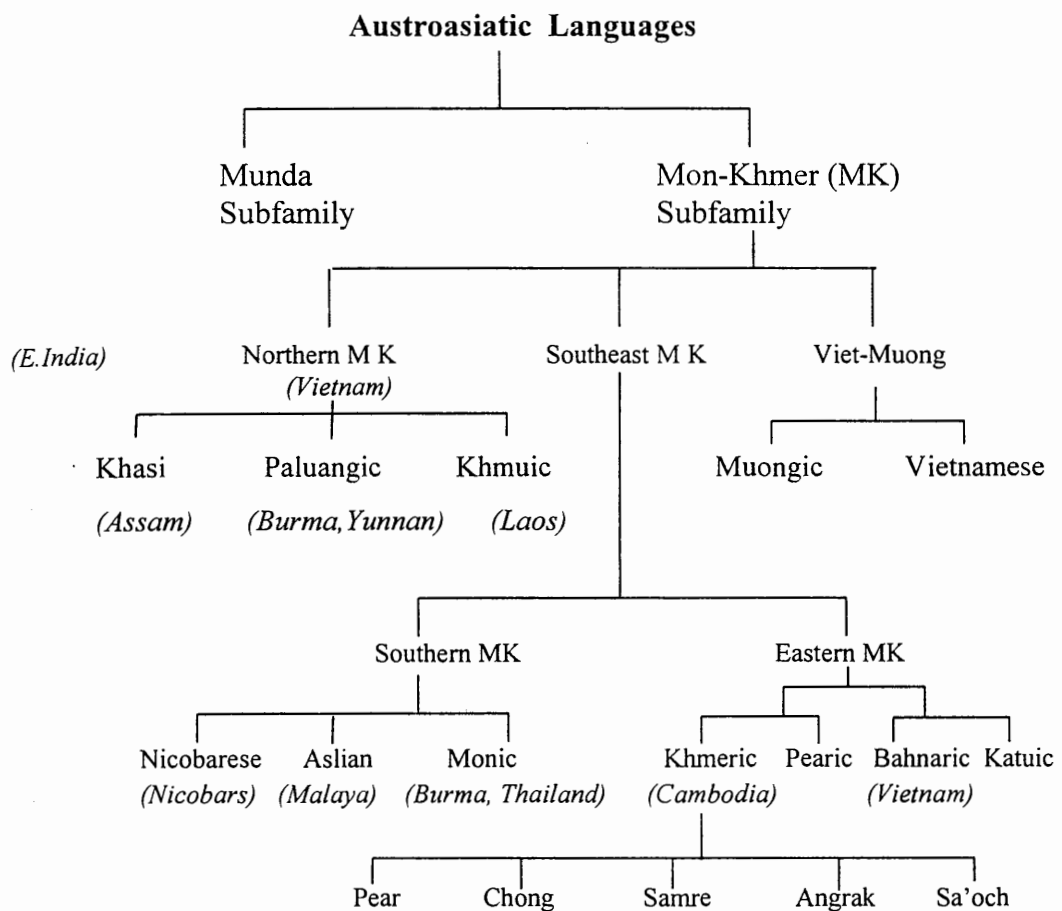 Austroasiatic Languages
Munda
Subfamily
Mon-Khmer (MK)
Subfamily
(E.India)
Northern M K
(Vietnam)
Southeast M K
Viet-Muong
Khasi
(Assam)
Paluangic
(Burma, Yunnan)
Khmuic
(Laos)
Muongic
Vietnamese
Southern MK
Eastern MK
Nicobarese
(Nicobars)
Aslian
(Malaya)
Monic
(Burma, Thailand)
Khmeric
(Cambodia)
Pearic
Bahnaric
(Vietnam)
Katuic
Pear
Chong
Samre
Angrak
Sa'och